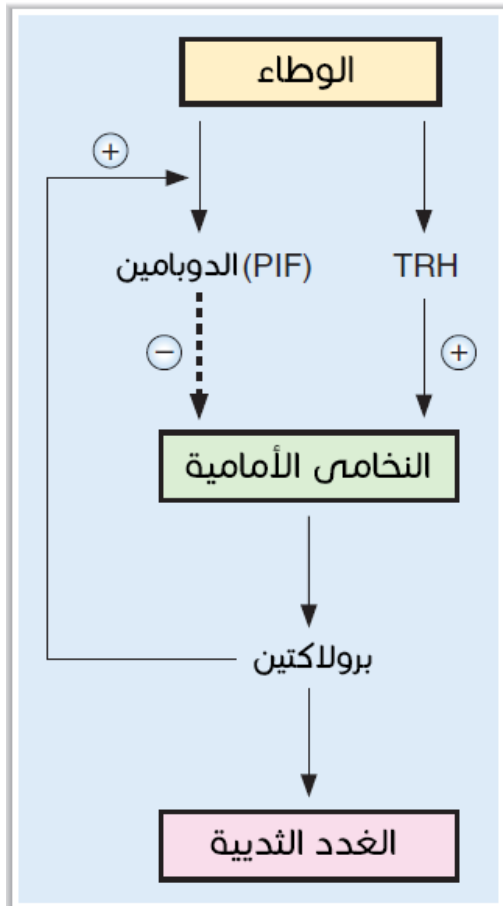 الوطاء
+
الدوبامين (PIF) TRH
− +
النخامى الأمامية
برولاكتين
الغدد الثديية